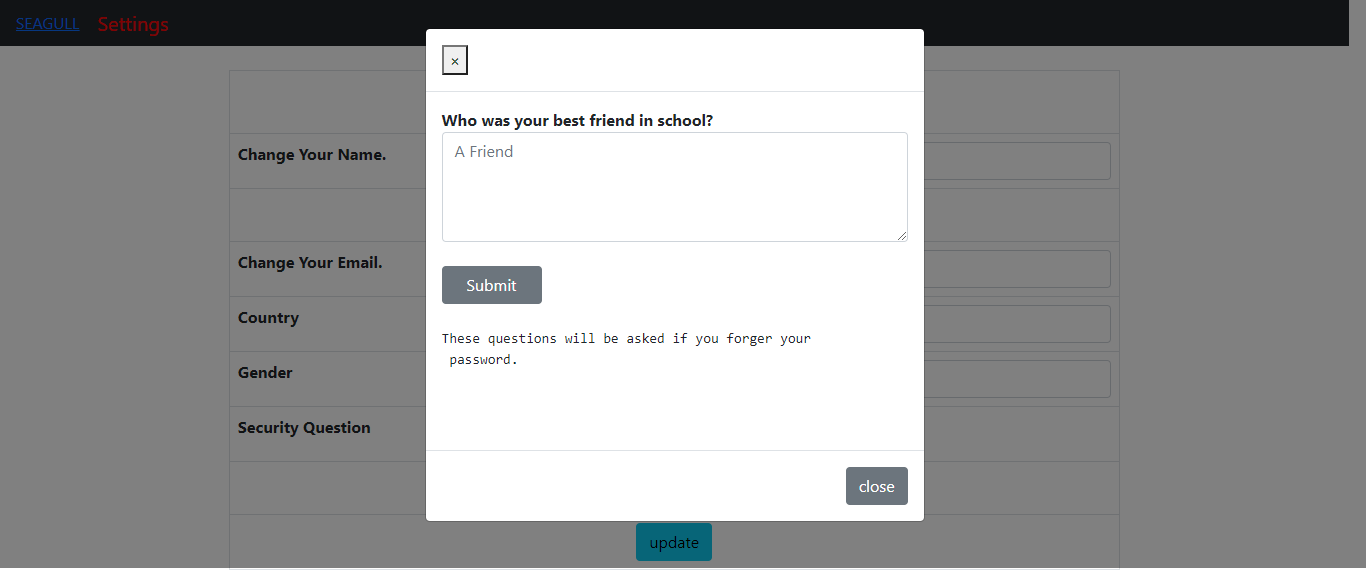 SEAGULL Settings
×
Who was your best friend in school?
A Friend
Change Your Name.
Change Your Email.
Submit
Country
These questions will be asked if you forger your
password.
Gender
Security Question
close
update